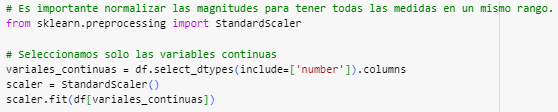 # Es importante normalizar las magnitudes para tener todas las medidas en un mismo rango.
from sklearn.preprocessing import StandardScaler
# Seleccionamos solo las variables continuas
variales_continuas = df.select_dtypes(include=['number']).columns
scaler = StandardScaler()
scaler.fit(df[variales_continuas])